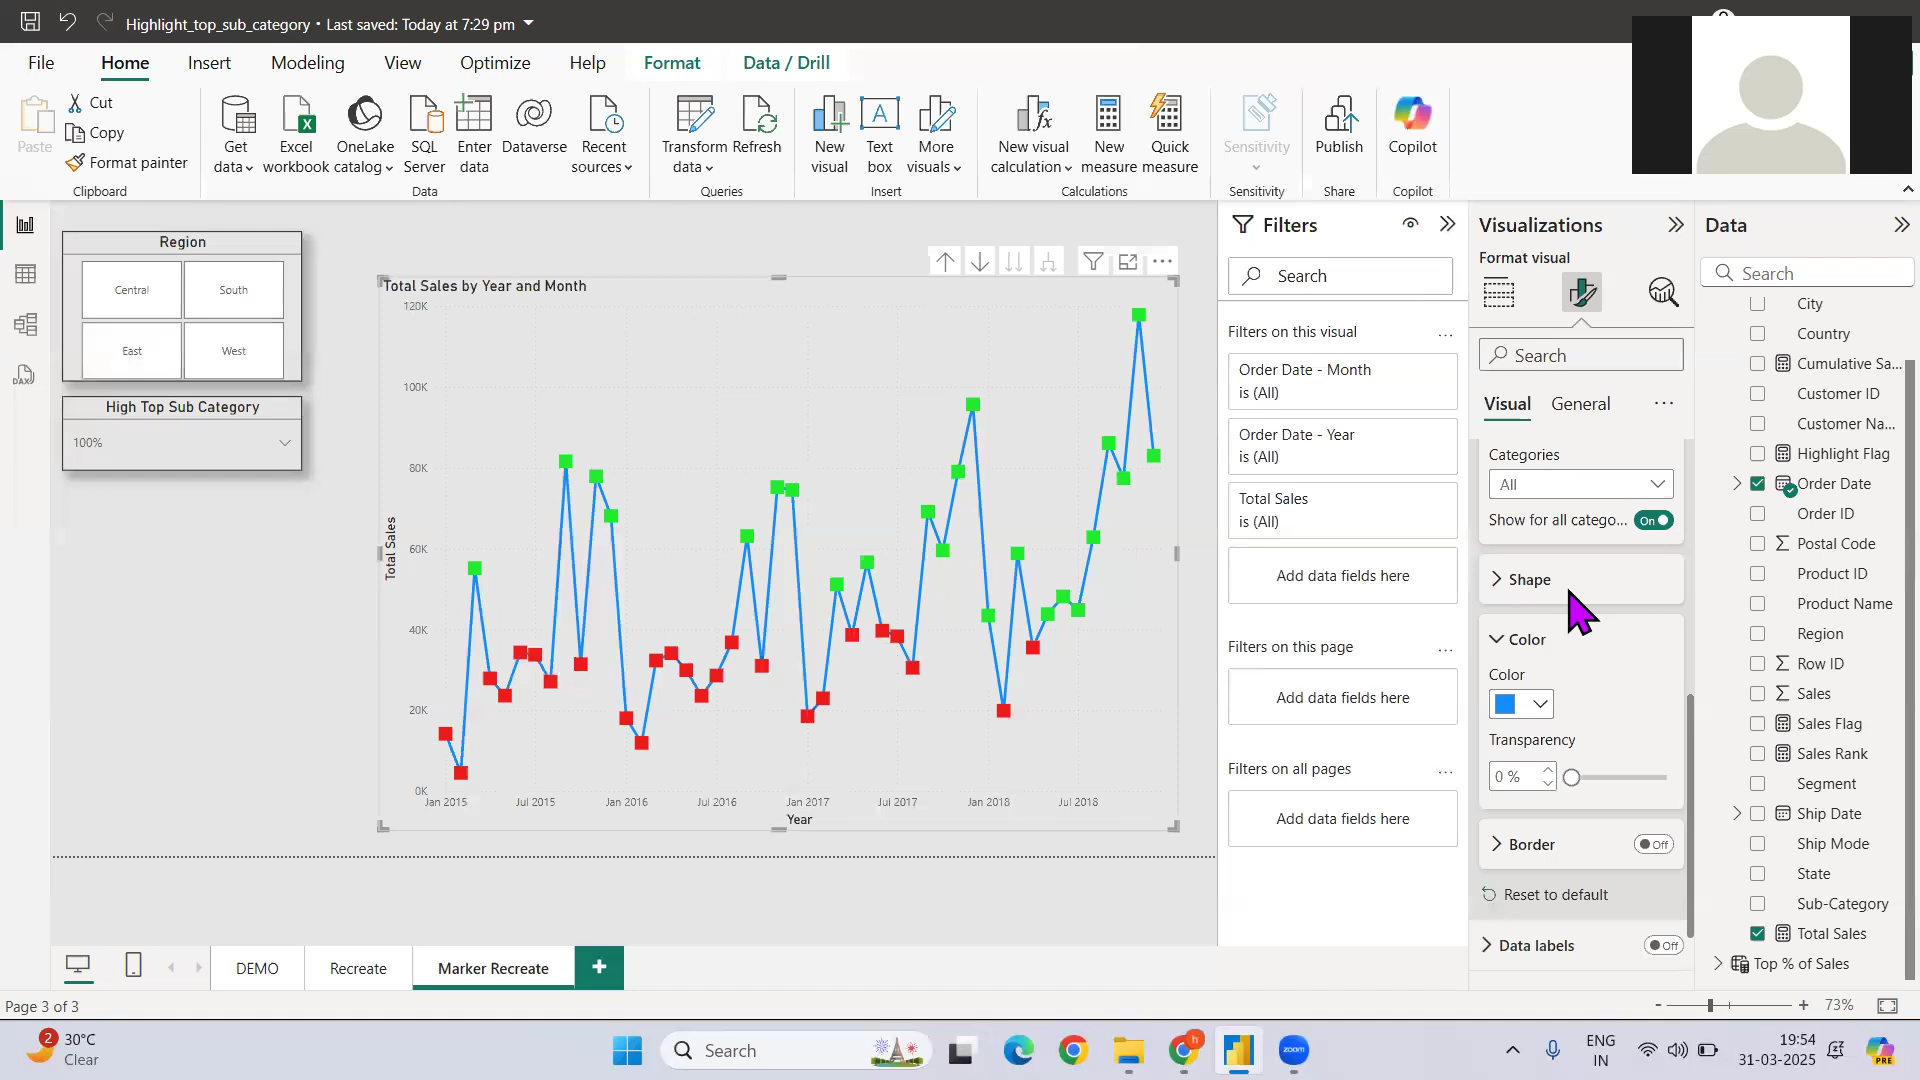 Highlight_top_sub_category • Last saved: Today at 7:29 pm
File Home Insert Modeling View Optimize Help Format Data / Drill
Paste
Cut
Copy
Format painter
Clipboard
Get data
Excel workbook
OneLake catalog
SQL Server
Enter data
Dataverse
Recent sources
Data
Transform data
Refresh
Queries
New visual
Text box
More visuals
Insert
New visual calculation
New measure
Quick measure
Calculations
Sensitivity
Sensitivity
Publish
Share
Copilot
Copilot
Region
Central South
East West
High Top Sub Category
100%
Total Sales by Year and Month
120K
100K
80K
60K
40K
20K
0K
Total Sales
Jan 2015 Jul 2015 Jan 2016 Jul 2016 Jan 2017 Jul 2017 Jan 2018 Jul 2018
Year
Filters
Search
Filters on this visual ...
Order Date - Month
is (All)
Order Date - Year
is (All)
Total Sales
is (All)
Add data fields here
Filters on this page ...
Add data fields here
Filters on all pages ...
Add data fields here
Visualizations
Format visual
Search
Visual General ...
Categories
All
Show for all catego... On
Shape
Color
Color
Transparency
0 %
Border Off
Reset to default
Data labels Off
Data
Search
City
Country
Cumulative Sa...
Customer ID
Customer Na...
Highlight Flag
Order Date
Order ID
Postal Code
Product ID
Product Name
Region
Row ID
Sales
Sales Flag
Sales Rank
Segment
Ship Date
Ship Mode
State
Sub-Category
Total Sales
Top % of Sales
DEMO Recreate Marker Recreate +
Page 3 of 3
- + 73%
2
30°C
Clear
Search
h
zoom
ENG
IN
19:54
31-03-2025
PRE